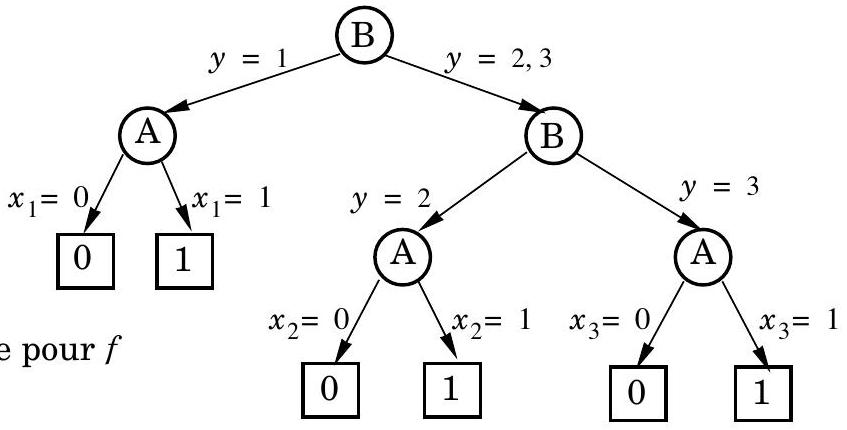 B
y = 1
y = 2, 3
A
B
x₁= 0
x₁= 1
y = 2
y = 3
0
1
A
A
x₂= 0
x₂= 1
x₃= 0
x₃= 1
e pour f
0
1
0
1